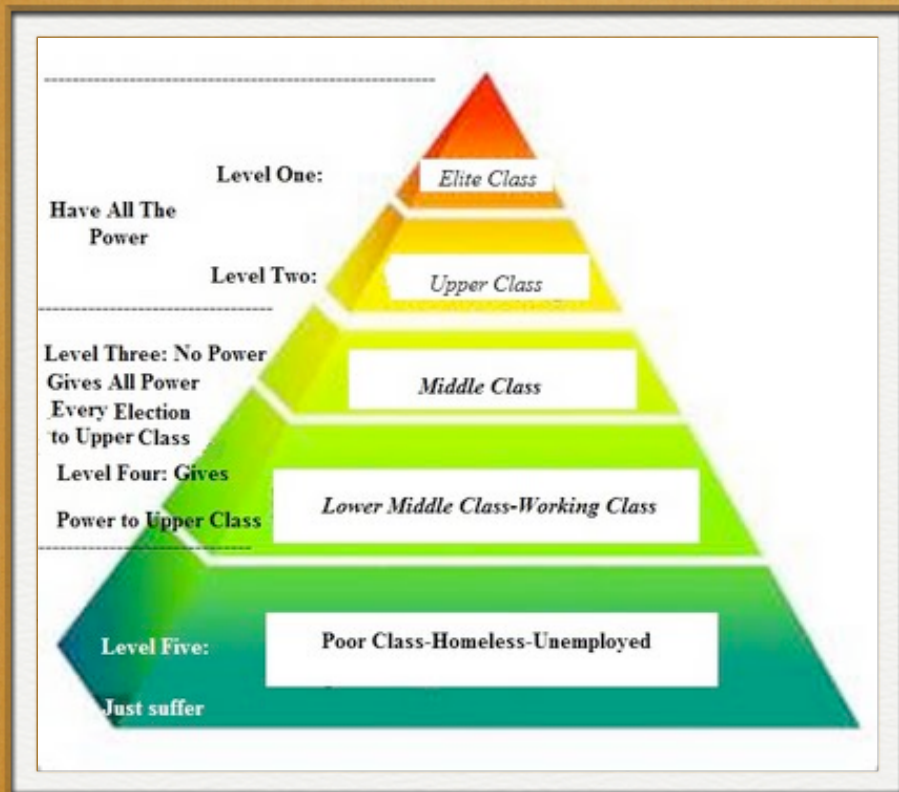 Level One:
Elite Class
Have All The
Power
Level Two:
Upper Class
Level Three: No Power
Gives All Power
Every Election
to Upper Class
Middle Class
Level Four: Gives
Power to Upper Class
Lower Middle Class-Working Class
Level Five:
Poor Class-Homeless-Unemployed
Just suffer